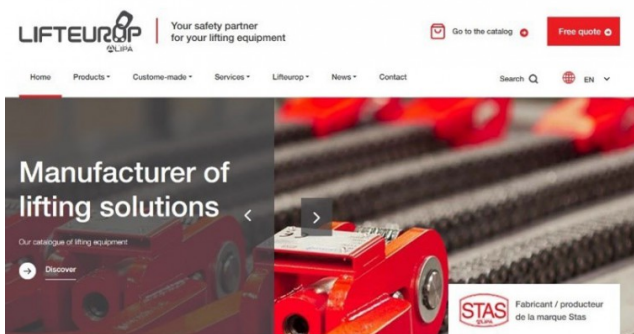 LIFTEUROP
LIPA
Your safety partner
for your lifting equipment
Go to the catalog
Free quote
Home Products Custome-made Services Lifteurop News Contact Search EN
Manufacturer of
lifting solutions
Our catalogue of lifting equipment
Discover
STAS
LIPA
Fabricant / producteur
de la marque Stas